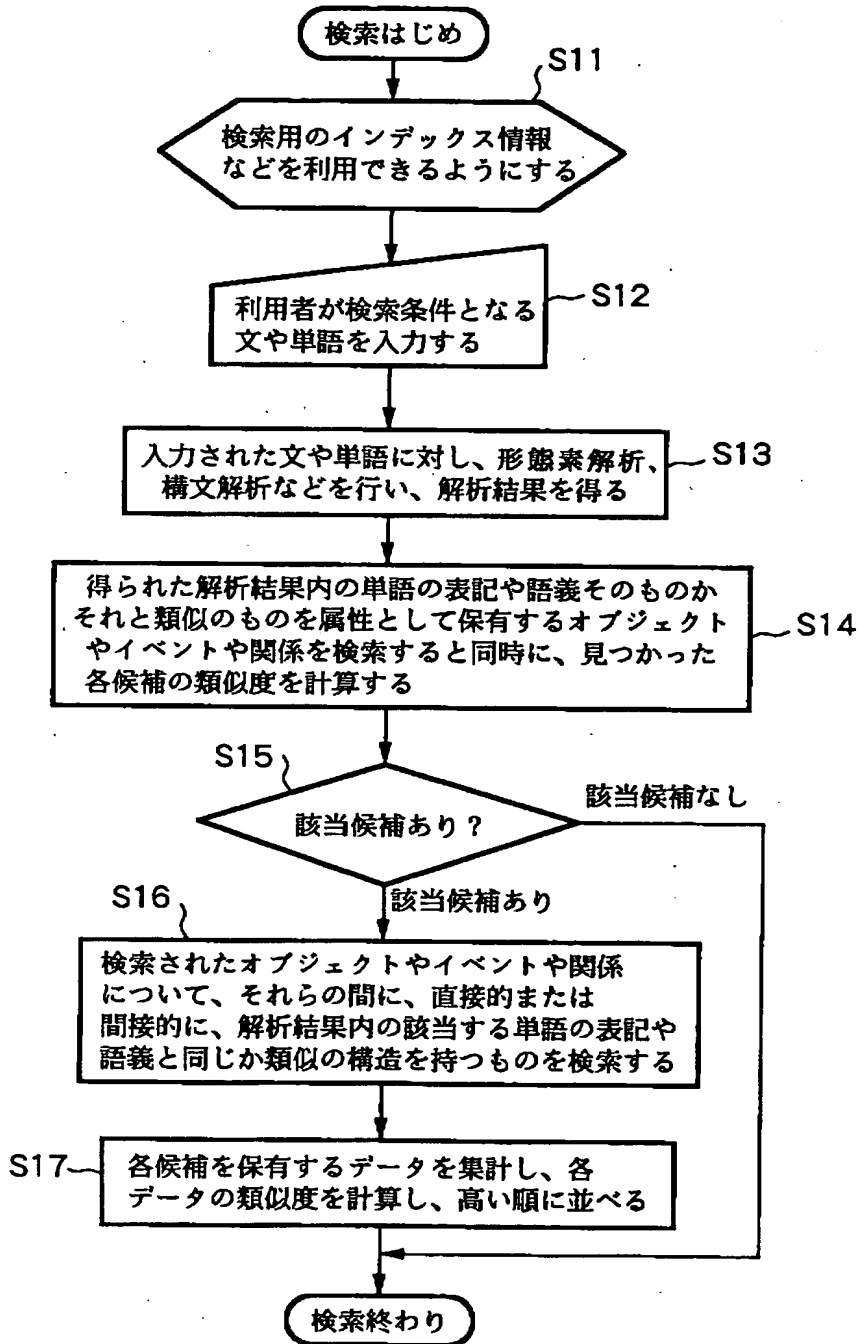 検索はじめ
S11
検索用のインデックス情報
などを利用できるようにする
S12
利用者が検索条件となる
文や単語を入力する
S13
入力された文や単語に対し、形態素解析、
構文解析などを行い、解析結果を得る
S14
得られた解析結果内の単語の表記や語義そのものか
それと類似のものを属性として保有するオブジェクト
やイベントや関係を検索すると同時に、見つかった
各候補の類似度を計算する
S15
該当候補あり?
該当候補なし
該当候補あり
S16
検索されたオブジェクトやイベントや関係
について、それらの間に、直接的または
間接的に、解析結果内の該当する単語の表記や
語義と同じか類似の構造を持つものを検索する
S17
各候補を保有するデータを集計し、各
データの類似度を計算し、高い順に並べる
検索終わり